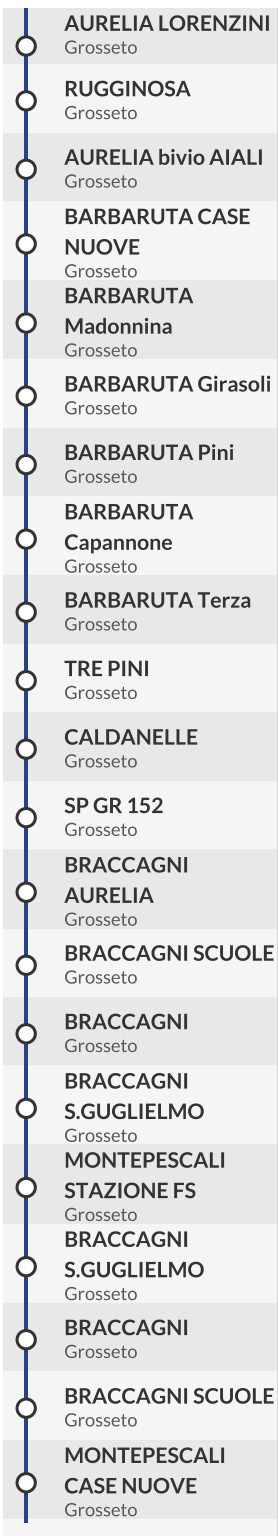 AURELIA LORENZINI
Grosseto
RUGGINOSA
Grosseto
AURELIA bivio AIALI
Grosseto
BARBARUTA CASE
NUOVE
Grosseto
BARBARUTA
Madonnina
Grosseto
BARBARUTA Girasoli
Grosseto
BARBARUTA Pini
Grosseto
BARBARUTA
Capannone
Grosseto
BARBARUTA Terza
Grosseto
TRE PINI
Grosseto
CALDANELLE
Grosseto
SP GR 152
Grosseto
BRACCAGNI
AURELIA
Grosseto
BRACCAGNI SCUOLE
Grosseto
BRACCAGNI
Grosseto
BRACCAGNI
S.GUGLIELMO
Grosseto
MONTEPESCALI
STAZIONE FS
Grosseto
BRACCAGNI
S.GUGLIELMO
Grosseto
BRACCAGNI
Grosseto
BRACCAGNI SCUOLE
Grosseto
MONTEPESCALI
CASE NUOVE
Grosseto